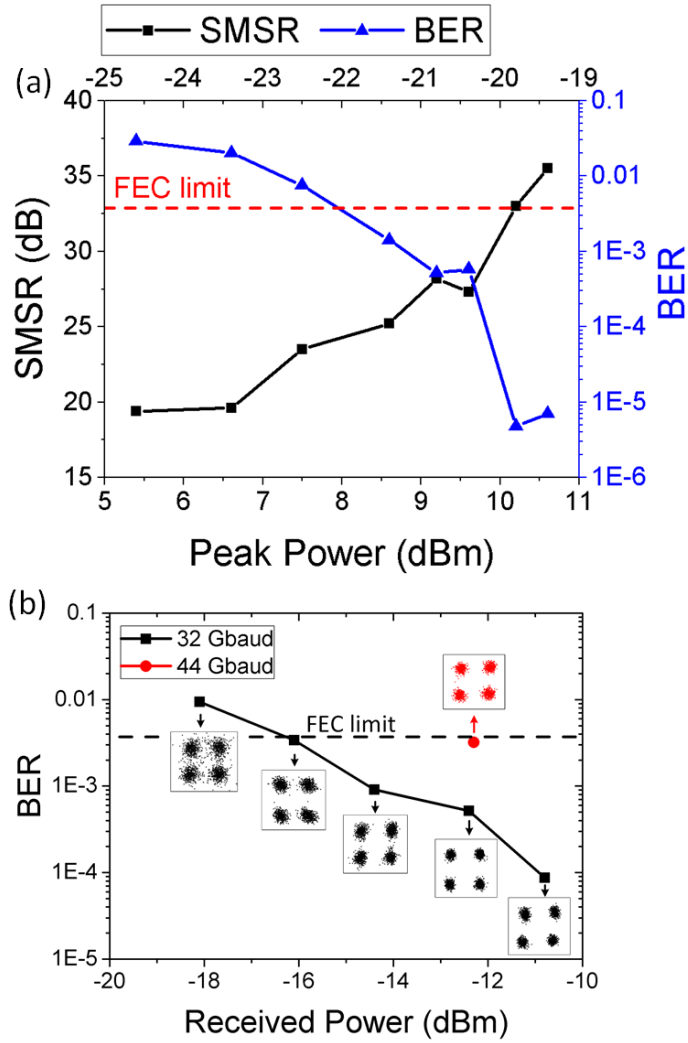 SMSR BER
(a)
-25 -24 -23 -22 -21 -20 -19
40 0.1
35 0.01
FEC limit
30 1E-3
25 1E-4
20 1E-5
15 1E-6
SMSR (dB)
BER
5 6 7 8 9 10 11
Peak Power (dBm)
(b)
0.1
32 Gbaud
44 Gbaud
0.01
FEC limit
1E-3
1E-4
1E-5
BER
-20 -18 -16 -14 -12 -10
Received Power (dBm)